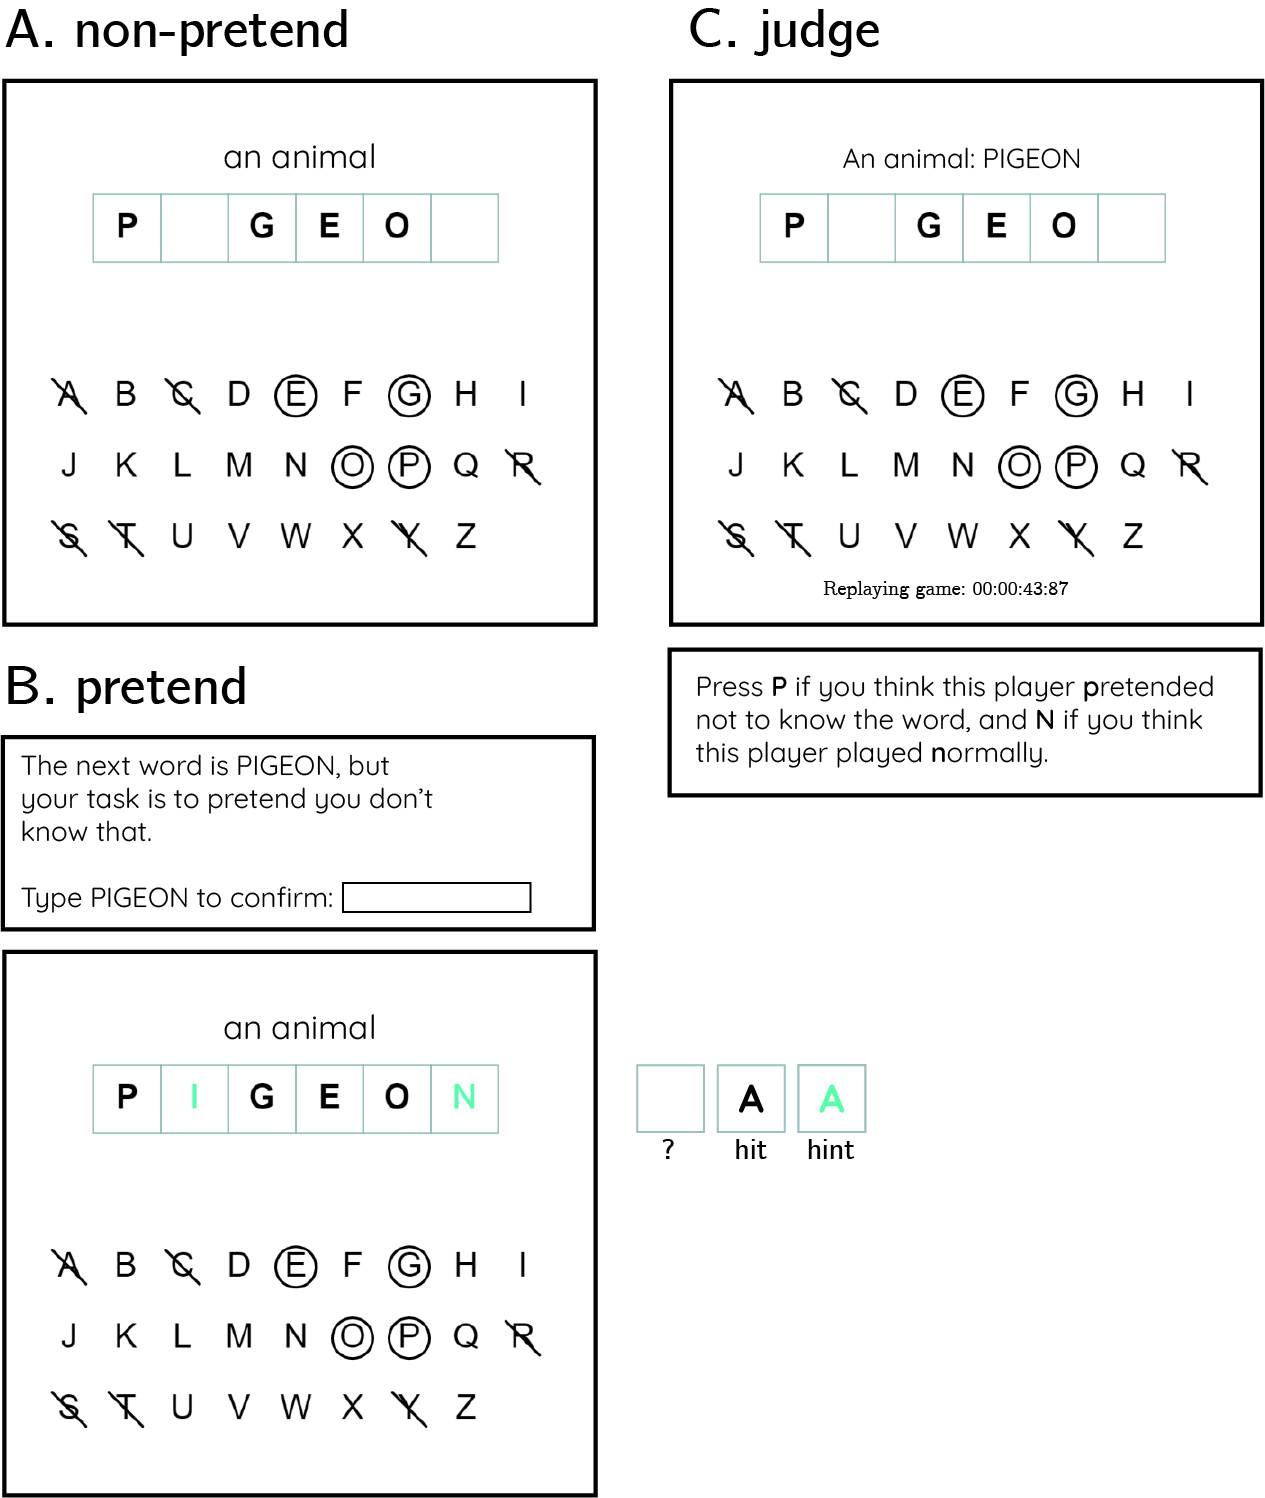 A. non-pretend
an animal
P G E O
A B C D E F G H I
J K L M N O P Q R
S T U V W X Y Z
B. pretend
The next word is PIGEON, but
your task is to pretend you don't
know that.
Type PIGEON to confirm:
an animal
P I G E O N
A B C D E F G H I
J K L M N O P Q R
S T U V W X Y Z
A A
? hit hint
C. judge
An animal: PIGEON
P G E O
A B C D E F G H I
J K L M N O P Q R
S T U V W X Y Z
Replaying game: 00:00:43:87
Press P if you think this player pretended
not to know the word, and N if you think
this player played normally.